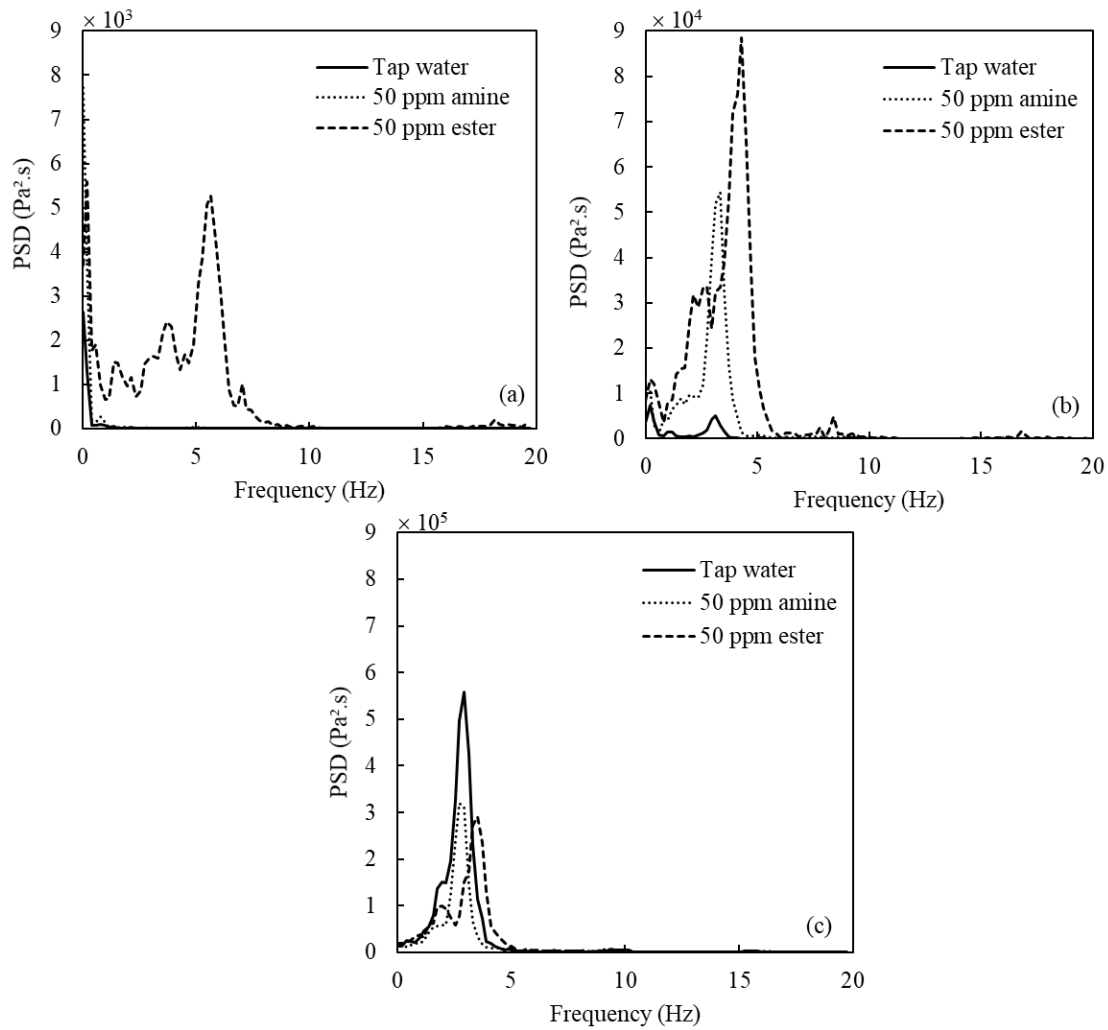 × 10³
9
8
7
6
5
4
3
2
1
0
PSD (Pa².s)
Tap water
50 ppm amine
50 ppm ester
(a)
0 5 10 15 20
Frequency (Hz)
× 10⁴
9
8
7
6
5
4
3
2
1
0
PSD (Pa².s)
Tap water
50 ppm amine
50 ppm ester
(b)
0 5 10 15 20
Frequency (Hz)
× 10⁵
9
8
7
6
5
4
3
2
1
0
PSD (Pa².s)
Tap water
50 ppm amine
50 ppm ester
(c)
0 5 10 15 20
Frequency (Hz)